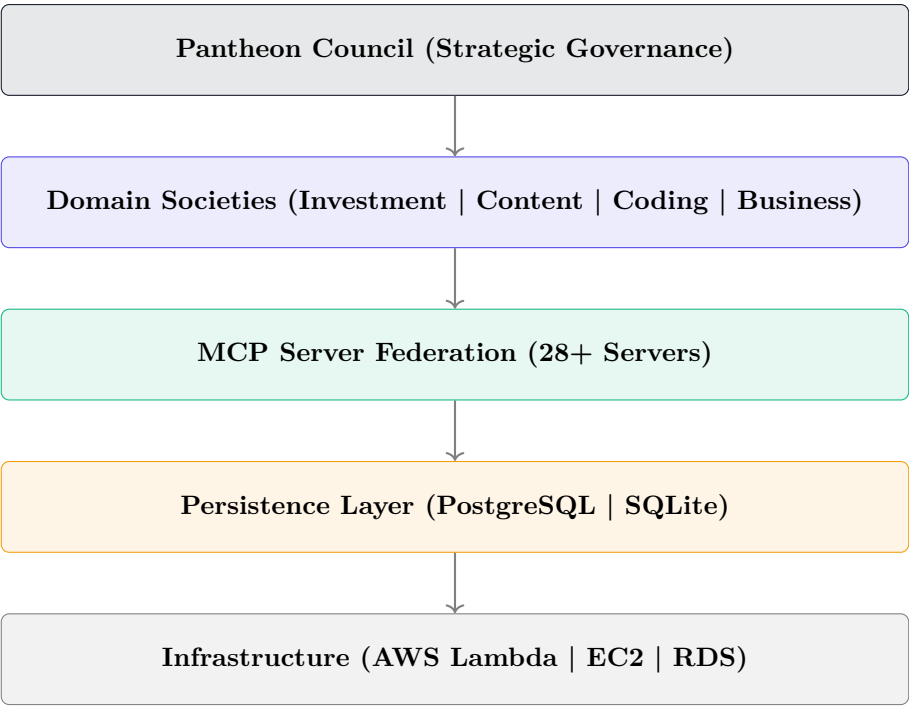 Pantheon Council (Strategic Governance)
Domain Societies (Investment | Content | Coding | Business)
MCP Server Federation (28+ Servers)
Persistence Layer (PostgreSQL | SQLite)
Infrastructure (AWS Lambda | EC2 | RDS)